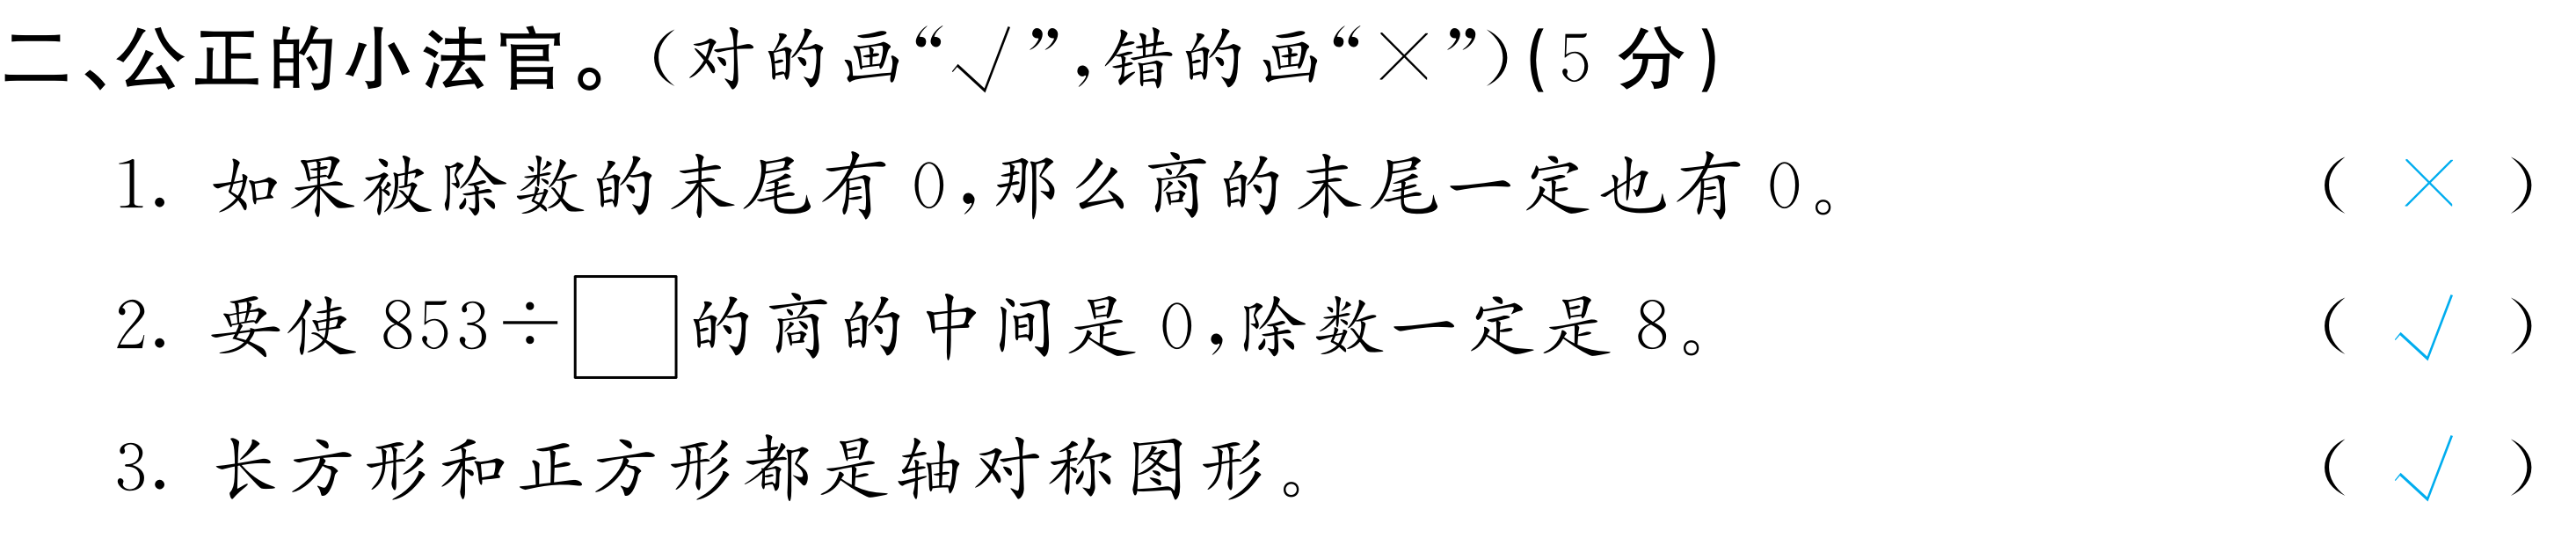 二、公正的小法官。(对的画“√”,错的画“×”)(5 分)
1. 如果被除数的末尾有 0,那么商的末尾一定也有 0。 ( × )
2. 要使 853÷□的商的中间是 0,除数一定是 8。 ( √ )
3. 长方形和正方形都是轴对称图形。 ( √ )